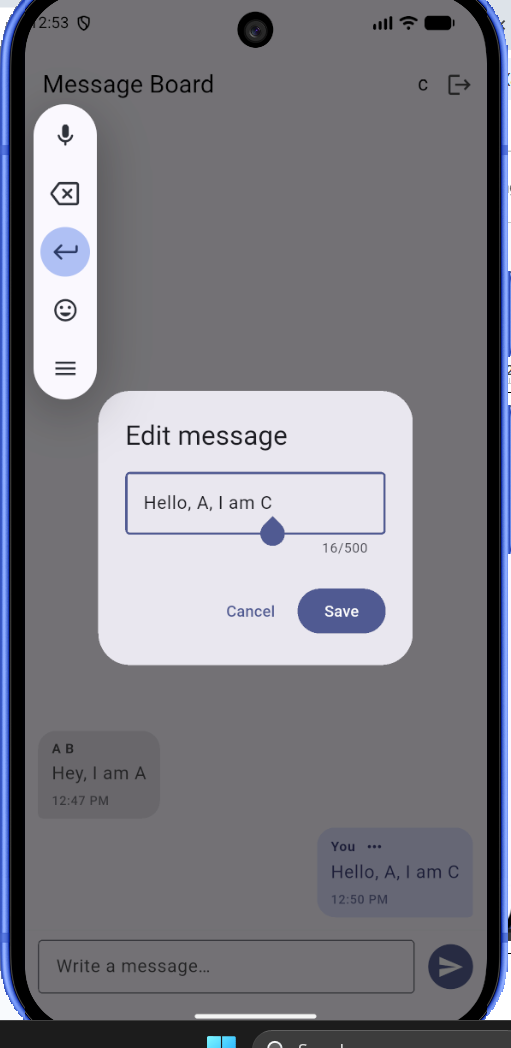 12:53
Message Board
C
Edit message
Hello, A, I am C
16/500
Cancel
Save
A B
Hey, I am A
12:47 PM
You •••
Hello, A, I am C
12:50 PM
Write a message…